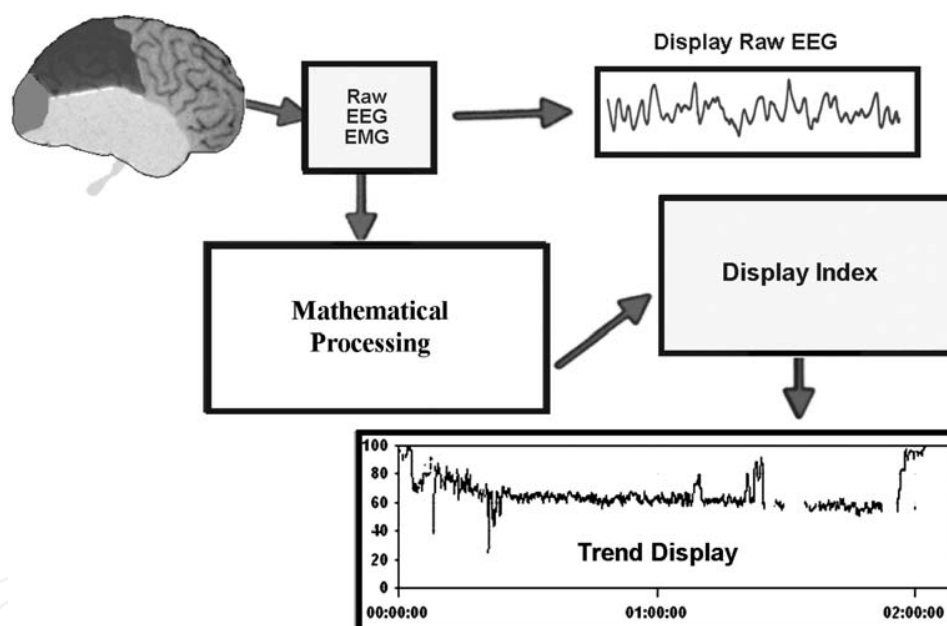 Display Raw EEG
Raw
EEG
EMG
Display Index
Mathematical
Processing
100
80
60
40
20
0
Trend Display
00:00:00 01:00:00 02:00:00